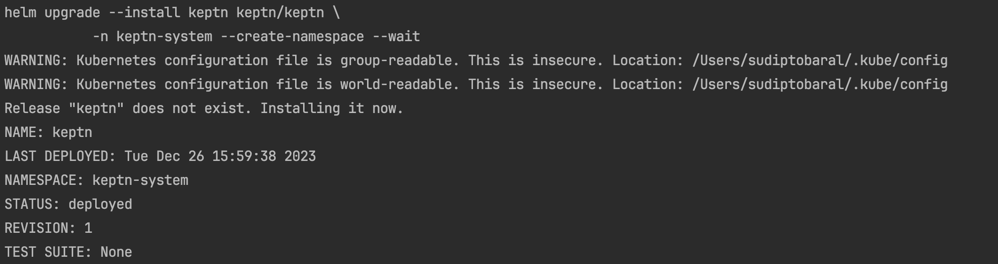 helm upgrade --install keptn keptn/keptn \
-n keptn-system --create-namespace --wait
WARNING: Kubernetes configuration file is group-readable. This is insecure. Location: /Users/sudiptobaral/.kube/config
WARNING: Kubernetes configuration file is world-readable. This is insecure. Location: /Users/sudiptobaral/.kube/config
Release "keptn" does not exist. Installing it now.
NAME: keptn
LAST DEPLOYED: Tue Dec 26 15:59:38 2023
NAMESPACE: keptn-system
STATUS: deployed
REVISION: 1
TEST SUITE: None